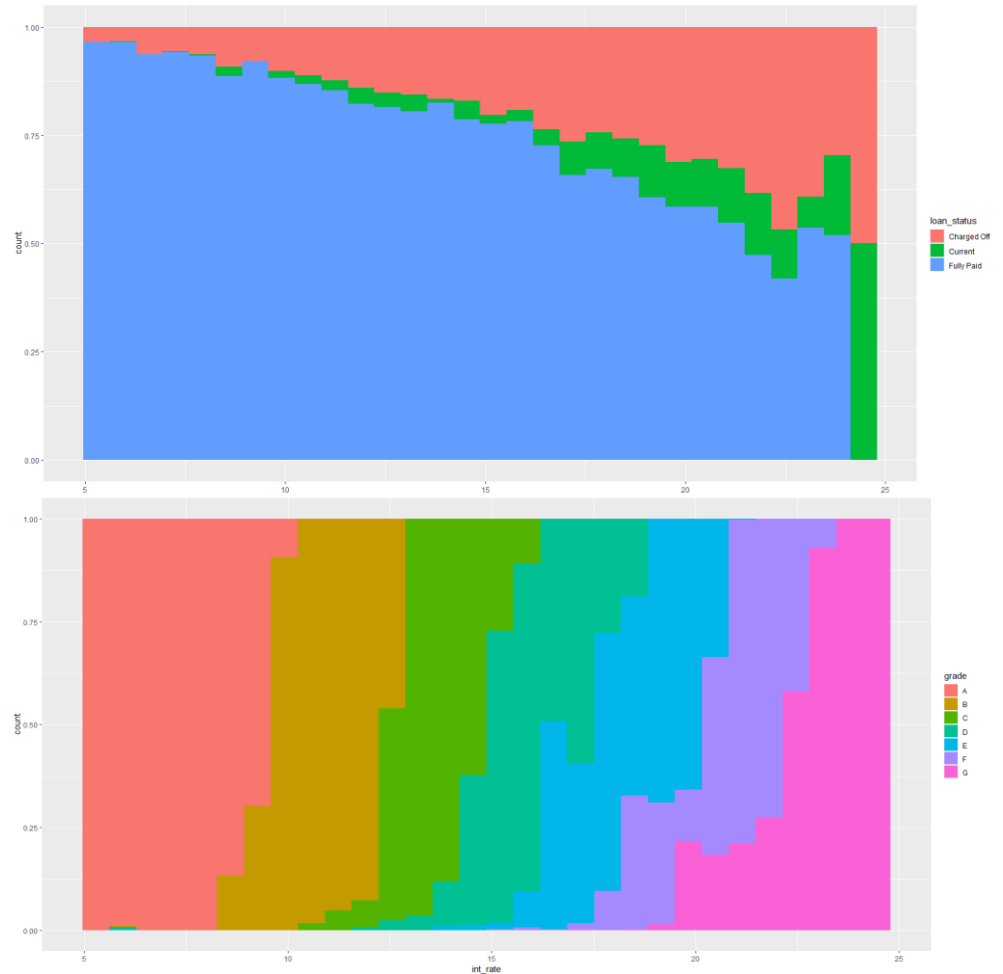 1.00
0.75
0.50
0.25
0.00
count
5
10
15
20
25
loan_status
Charged Off
Current
Fully Paid
1.00
0.75
0.50
0.25
0.00
count
5
10
15
20
25
int_rate
grade
A
B
C
D
E
F
G